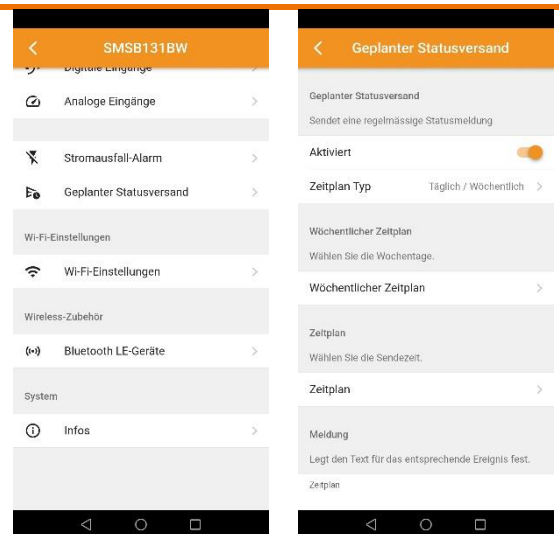 SMSB131BW
Digitale Eingänge
Analoge Eingänge
Stromausfall-Alarm
Geplanter Statusversand
Wi-Fi-Einstellungen
Wi-Fi-Einstellungen
Wireless-Zubehör
Bluetooth LE-Geräte
System
Infos
Geplanter Statusversand
Geplanter Statusversand
Sendet eine regelmässige Statusmeldung
Aktiviert
Zeitplan Typ Täglich / Wöchentlich
Wöchentlicher Zeitplan
Wählen Sie die Wochentage.
Wöchentlicher Zeitplan
Zeitplan
Wählen Sie die Sendezeit.
Zeitplan
Meldung
Legt den Text für das entsprechende Ereignis fest.
Zeitplan